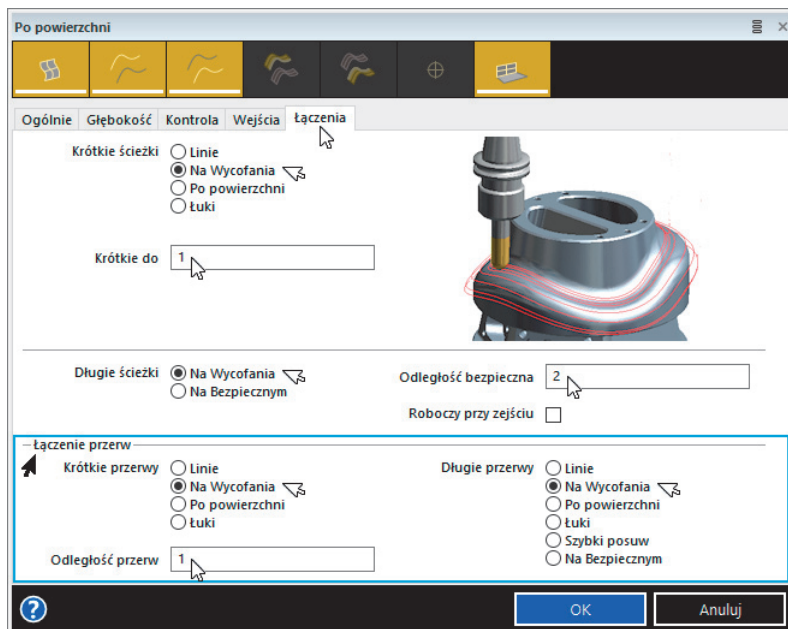 Po powierzchni
Ogólnie Głębokość Kontrola Wejścia Łączenia
Krótkie ścieżki
Linie
Na Wycofania
Po powierzchni
Łuki
Krótkie do 1
Długie ścieżki
Na Wycofania
Na Bezpiecznym
Odległość bezpieczna 2
Roboczy przy zejściu
Łączenie przerw
Krótkie przerwy
Linie
Na Wycofania
Po powierzchni
Łuki
Odległość przerw 1
Długie przerwy
Linie
Na Wycofania
Po powierzchni
Łuki
Szybki posuw
Na Bezpiecznym
? OK Anuluj